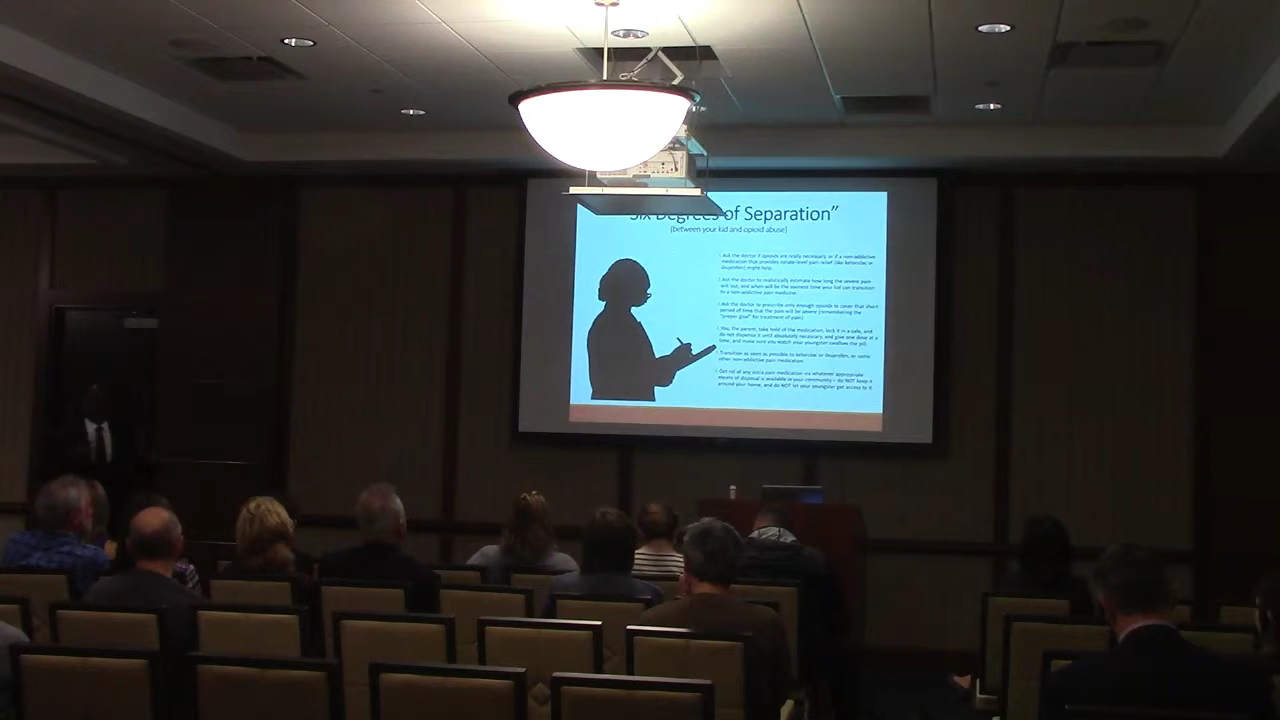 "Six Degrees of Separation"
(between your kid and opioid abuse)
Ask the doctor if opioids are really necessary, or if a non-addictive
medication that provides opiate-level pain relief (like ketorolac or
ibuprofen) might help.
Ask the doctor to realistically estimate how long the severe pain
will last, and when will be the soonest time your kid can transition
to a non-addictive pain medicine.
Ask the doctor to prescribe only enough opioids to cover that short
period of time that the pain will be severe (remembering the
"proper goal" for treatment of pain)
You, the parent, take hold of the medication, lock it in a safe, and
do not dispense it until absolutely necessary, and give one dose at a
time, and make sure you watch your youngster swallow the pill.
Transition as soon as possible to ketorolac or ibuprofen, or some
other non-addictive pain medication.
Get rid of any extra pain medication via whatever appropriate
means of disposal is available in your community – do NOT keep it
around your home, and do NOT let your youngster get access to it